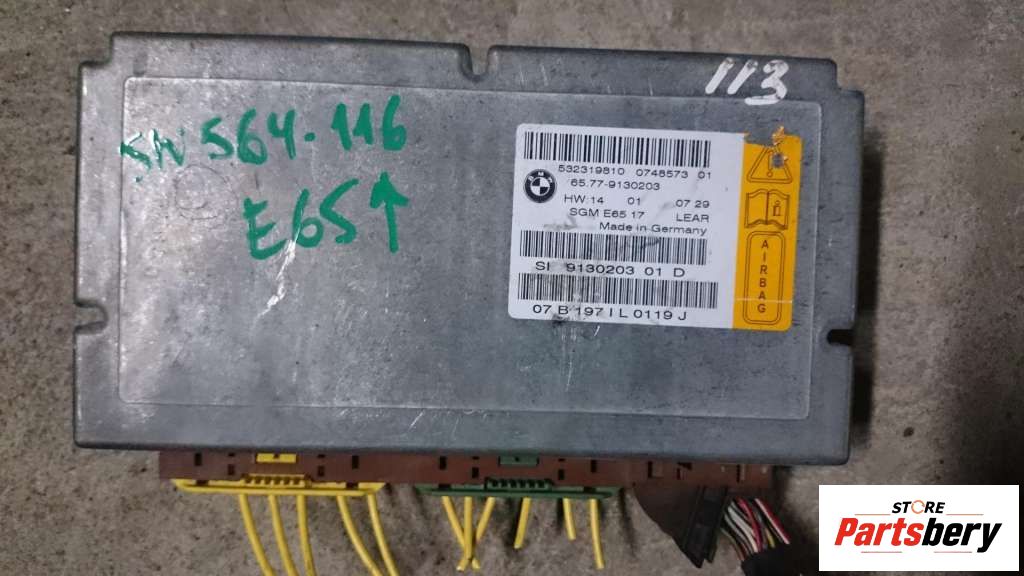 113
SW 564-116
E65↑
532319810 0748573 01
65.77-9130203
HW 14 01 07 29
SGM E65 17 LEAR
Made in Germany
SI 9130203 01 D
07 B 197 I L 0119 J
AIRBAG
STORE
Partsbery